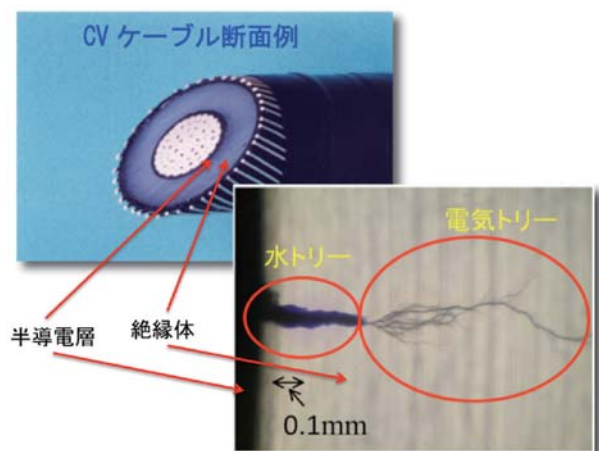 CV ケーブル断面例
電気トリー
水トリー
半導電層
絶縁体
0.1mm